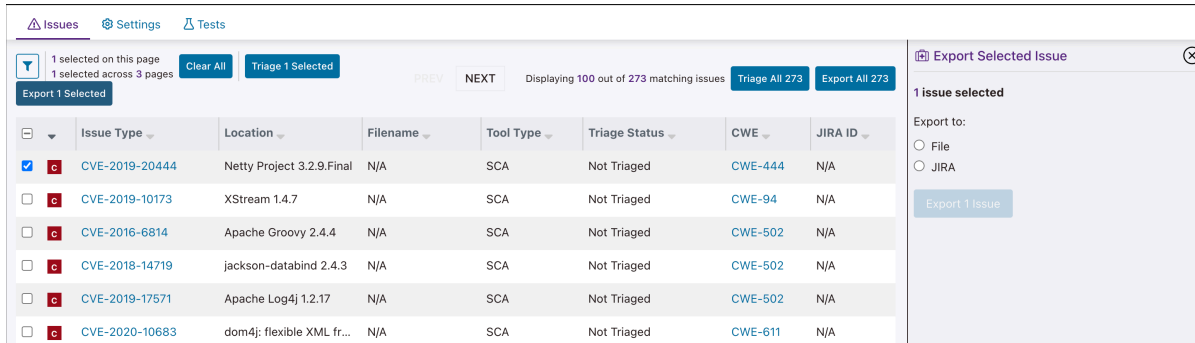 Issues Settings Tests
1 selected on this page
1 selected across 3 pages
Clear All
Triage 1 Selected
Export 1 Selected
PREV NEXT
Displaying 100 out of 273 matching issues
Triage All 273
Export All 273
Issue Type Location Filename Tool Type Triage Status CWE JIRA ID
C CVE-2019-20444 Netty Project 3.2.9.Final N/A SCA Not Triaged CWE-444 N/A
C CVE-2019-10173 XStream 1.4.7 N/A SCA Not Triaged CWE-94 N/A
C CVE-2016-6814 Apache Groovy 2.4.4 N/A SCA Not Triaged CWE-502 N/A
C CVE-2018-14719 jackson-databind 2.4.3 N/A SCA Not Triaged CWE-502 N/A
C CVE-2019-17571 Apache Log4j 1.2.17 N/A SCA Not Triaged CWE-502 N/A
C CVE-2020-10683 dom4j: flexible XML fr... N/A SCA Not Triaged CWE-611 N/A
Export Selected Issue
1 issue selected
Export to:
File
JIRA
Export 1 Issue